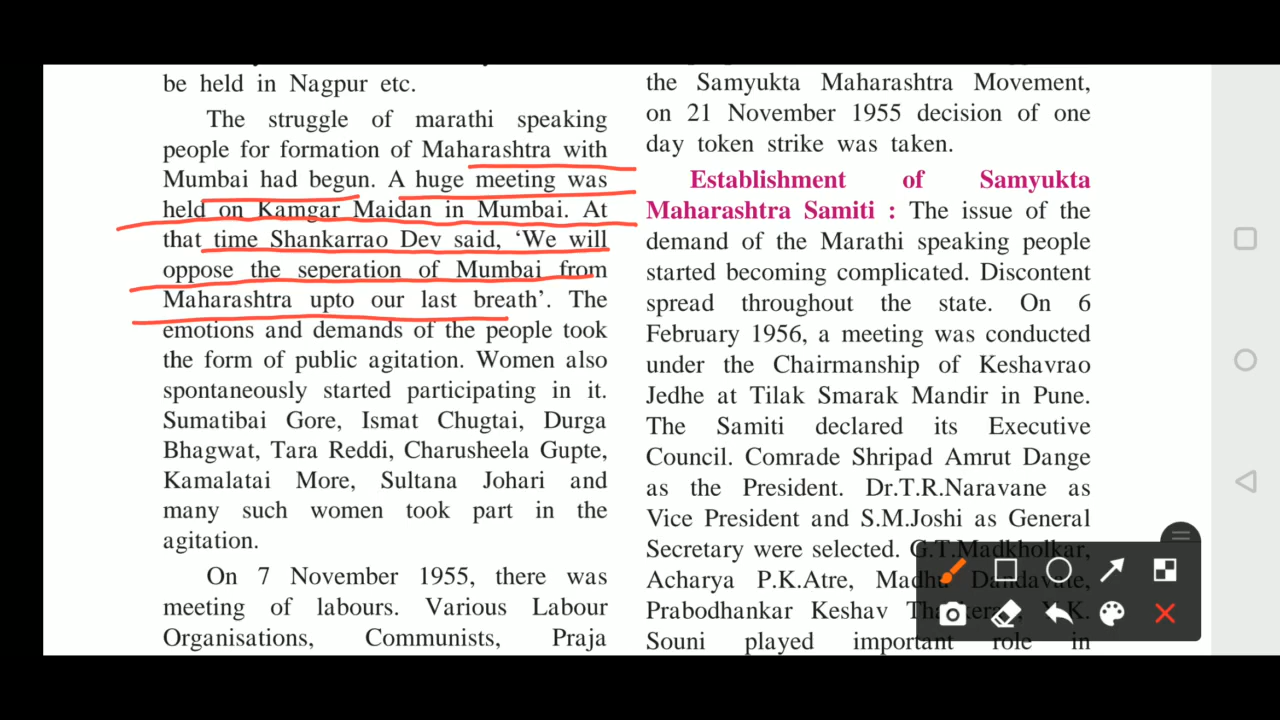 be held in Nagpur etc.
The struggle of marathi speaking
people for formation of Maharashtra with
Mumbai had begun. A huge meeting was
held on Kamgar Maidan in Mumbai. At
that time Shankarrao Dev said, ‘We will
oppose the seperation of Mumbai from
Maharashtra upto our last breath’. The
emotions and demands of the people took
the form of public agitation. Women also
spontaneously started participating in it.
Sumatibai Gore, Ismat Chugtai, Durga
Bhagwat, Tara Reddi, Charusheela Gupte,
Kamalatai More, Sultana Johari and
many such women took part in the
agitation.
On 7 November 1955, there was
meeting of labours. Various Labour
Organisations, Communists, Praja
the Samyukta Maharashtra Movement,
on 21 November 1955 decision of one
day token strike was taken.
Establishment of Samyukta
Maharashtra Samiti : The issue of the
demand of the Marathi speaking people
started becoming complicated. Discontent
spread throughout the state. On 6
February 1956, a meeting was conducted
under the Chairmanship of Keshavrao
Jedhe at Tilak Smarak Mandir in Pune.
The Samiti declared its Executive
Council. Comrade Shripad Amrut Dange
as the President. Dr.T.R.Naravane as
Vice President and S.M.Joshi as General
Secretary were selected. G.T.Madkholkar,
Acharya P.K.Atre, Madhu Dandavate,
Prabodhankar Keshav
Souni played important role in